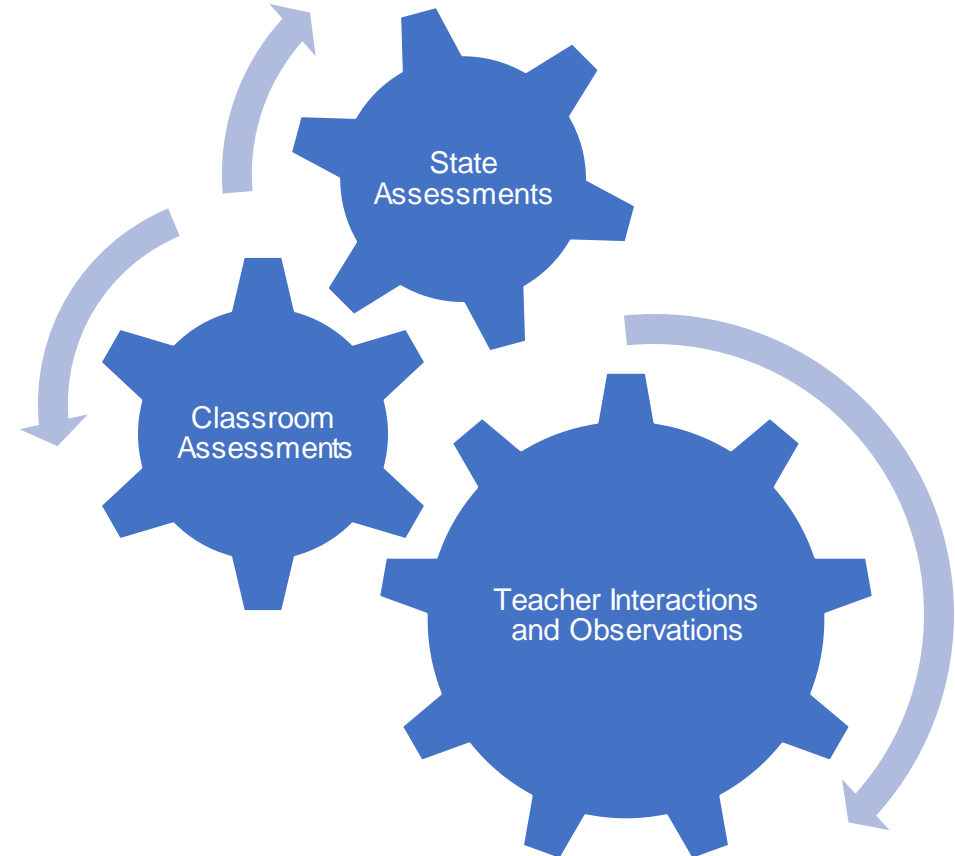 State
Assessments
Classroom
Assessments
Teacher Interactions
and Observations